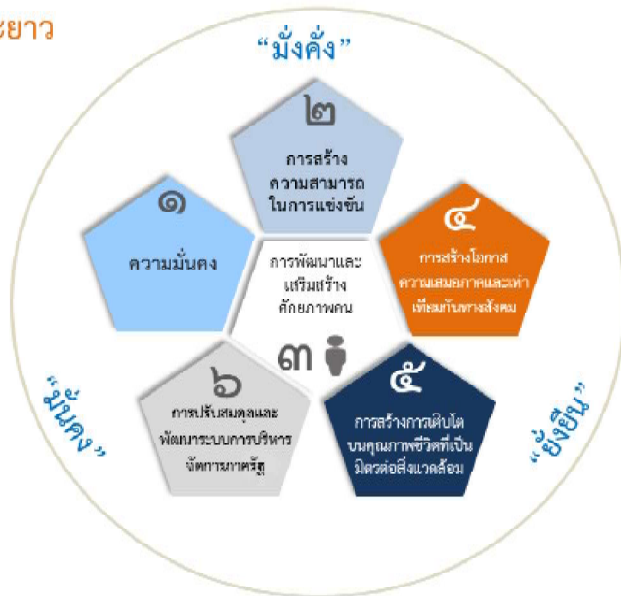 ะยาว
“มั่งคั่ง”
๒
การสร้าง
ความสามารถ
ในการแข่งขัน
๑
ความมั่นคง
๔
การสร้างโอกาส
ความเสมอภาคและเท่า
เทียมกันทางสังคม
การพัฒนาและ
เสริมสร้าง
ศักยภาพคน
๓
๖
การปรับสมดุลและ
พัฒนาระบบการบริหาร
จัดการภาครัฐ
๕
การสร้างการเติบโต
บนคุณภาพชีวิตที่เป็น
มิตรต่อสิ่งแวดล้อม
“มั่นคง”
“ยั่งยืน”